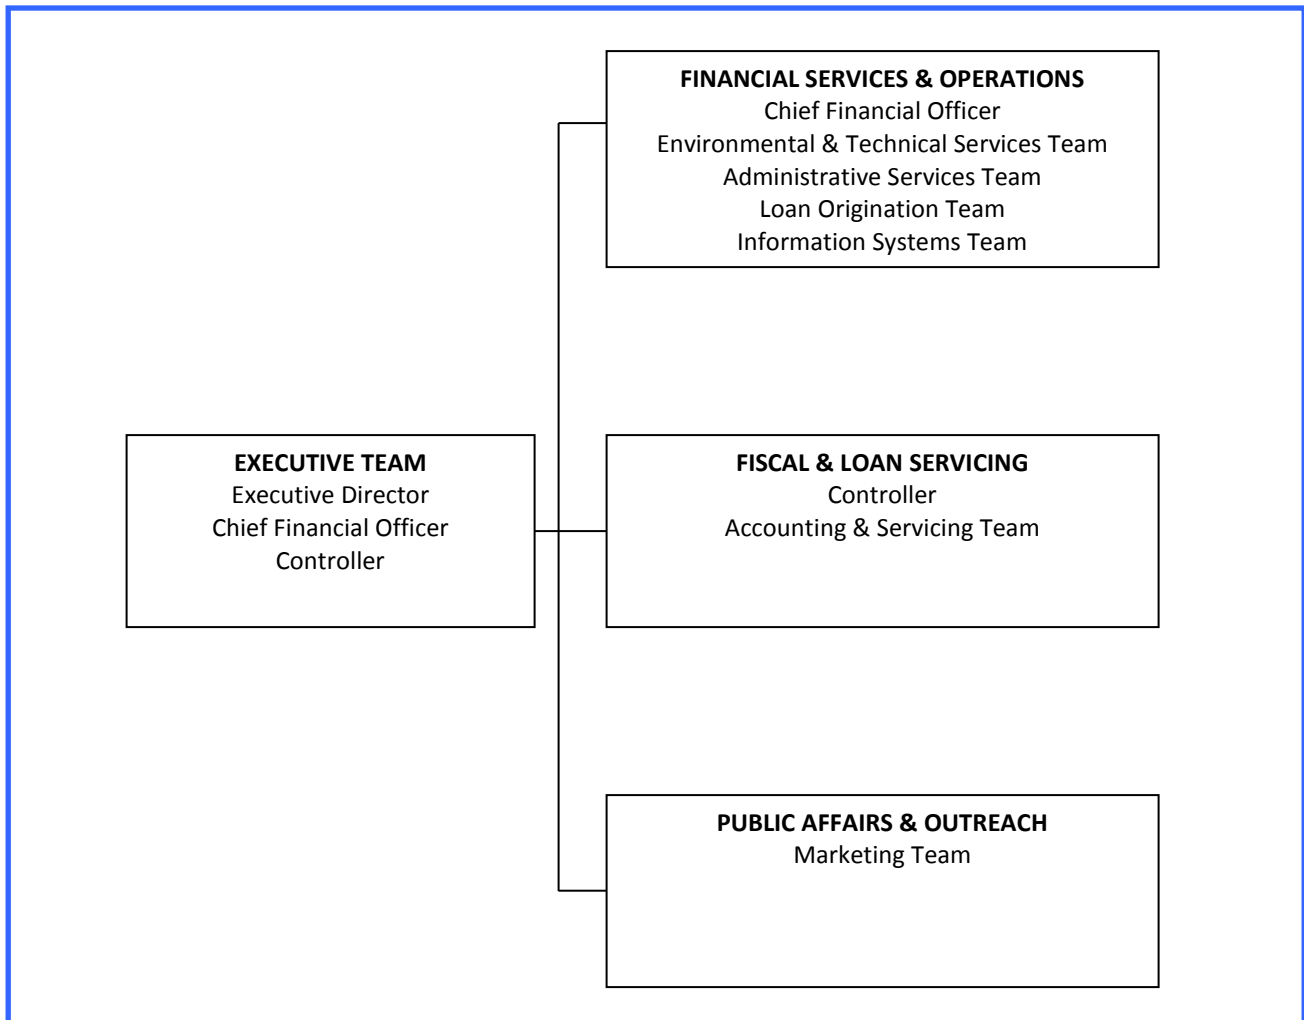 FINANCIAL SERVICES & OPERATIONS
Chief Financial Officer
Environmental & Technical Services Team
Administrative Services Team
Loan Origination Team
Information Systems Team
EXECUTIVE TEAM
Executive Director
Chief Financial Officer
Controller
FISCAL & LOAN SERVICING
Controller
Accounting & Servicing Team
PUBLIC AFFAIRS & OUTREACH
Marketing Team